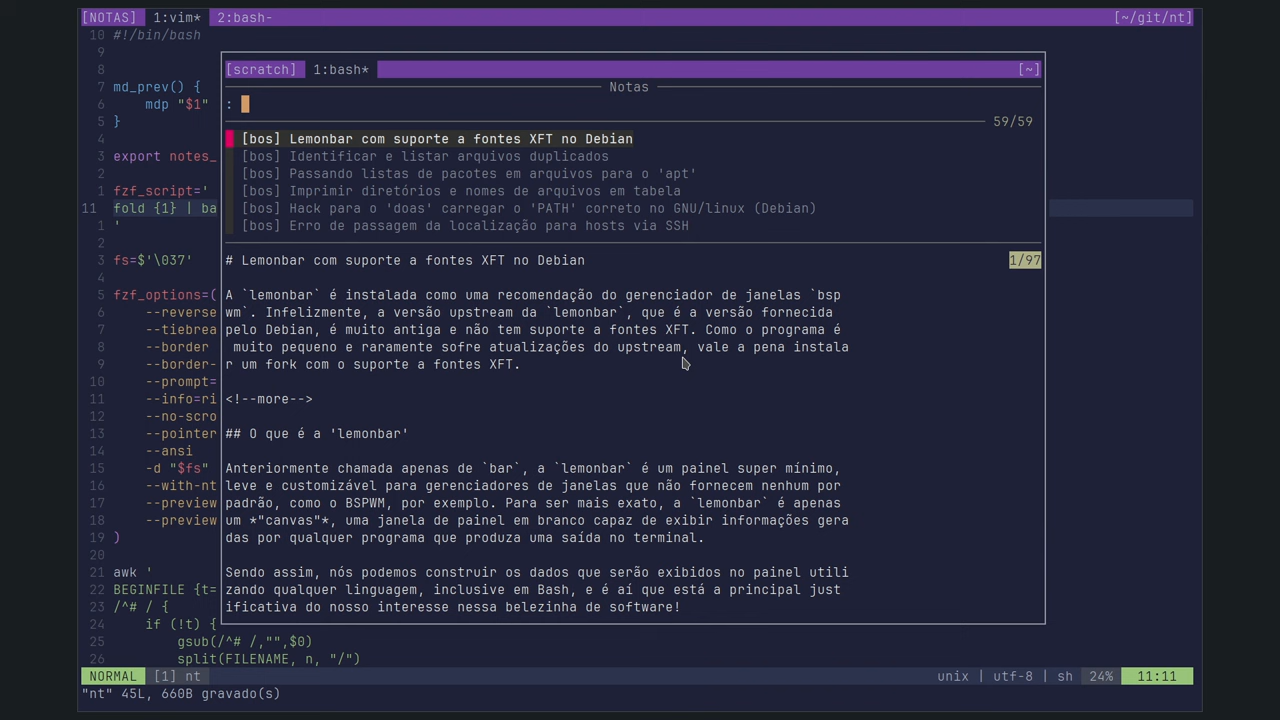 [NOTAS] 1:vim* 2:bash- [~/git/nt]
10 #!/bin/bash
9
8
7 md_prev() {
6 mdp "$1"
5 }
4
3 export notes_
2
1 fzf_script='
11 fold {1} | ba
1 '
2
3 fs=$'\037'
4
5 fzf_options=(
6 --reverse
7 --tiebrea
8 --border
9 --border-
10 --prompt=
11 --info=ri
12 --no-scro
13 --pointer
14 --ansi
15 -d "$fs"
16 --with-nt
17 --preview
18 --preview
19 )
20
21 awk '
22 BEGINFILE {t=
23 /^# / {
24 if (!t) {
25 gsub(/^# /,"",$0)
26 split(FILENAME, n, "/")
[scratch] 1:bash* [~]
Notas
:
59/59
[bos] Lemonbar com suporte a fontes XFT no Debian
[bos] Identificar e listar arquivos duplicados
[bos] Passando listas de pacotes em arquivos para o 'apt'
[bos] Imprimir diretórios e nomes de arquivos em tabela
[bos] Hack para o 'doas' carregar o 'PATH' correto no GNU/linux (Debian)
[bos] Erro de passagem da localização para hosts via SSH
# Lemonbar com suporte a fontes XFT no Debian 1/97
A `lemonbar` é instalada como uma recomendação do gerenciador de janelas `bsp
wm`. Infelizmente, a versão upstream da `lemonbar`, que é a versão fornecida
pelo Debian, é muito antiga e não tem suporte a fontes XFT. Como o programa é
muito pequeno e raramente sofre atualizações do upstream, vale a pena instala
r um fork com o suporte a fontes XFT.
<!--more-->
## O que é a 'lemonbar'
Anteriormente chamada apenas de `bar`, a `lemonbar` é um painel super mínimo,
leve e customizável para gerenciadores de janelas que não fornecem nenhum por
padrão, como o BSPWM, por exemplo. Para ser mais exato, a `lemonbar` é apenas
um *"canvas"*, uma janela de painel em branco capaz de exibir informações gera
das por qualquer programa que produza uma saída no terminal.
Sendo assim, nós podemos construir os dados que serão exibidos no painel utili
zando qualquer linguagem, inclusive em Bash, e é aí que está a principal just
ificativa do nosso interesse nessa belezinha de software!
NORMAL [1] nt unix | utf-8 | sh 24% 11:11
"nt" 45L, 660B gravado(s)